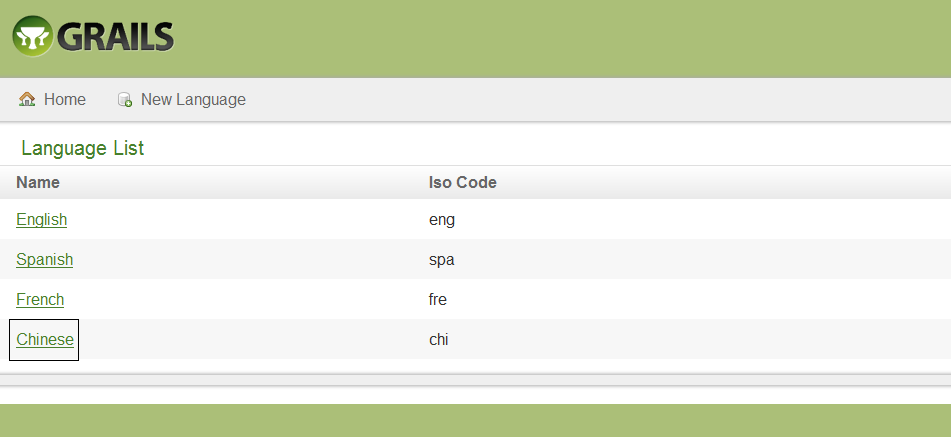 GRAILS
Home New Language
Language List
Name Iso Code
English eng
Spanish spa
French fre
Chinese chi